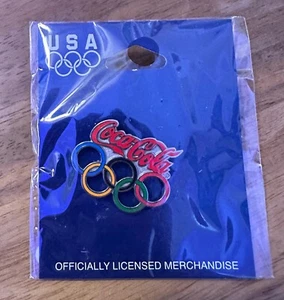 USA
Coca-Cola
OFFICIALLY LICENSED MERCHANDISE